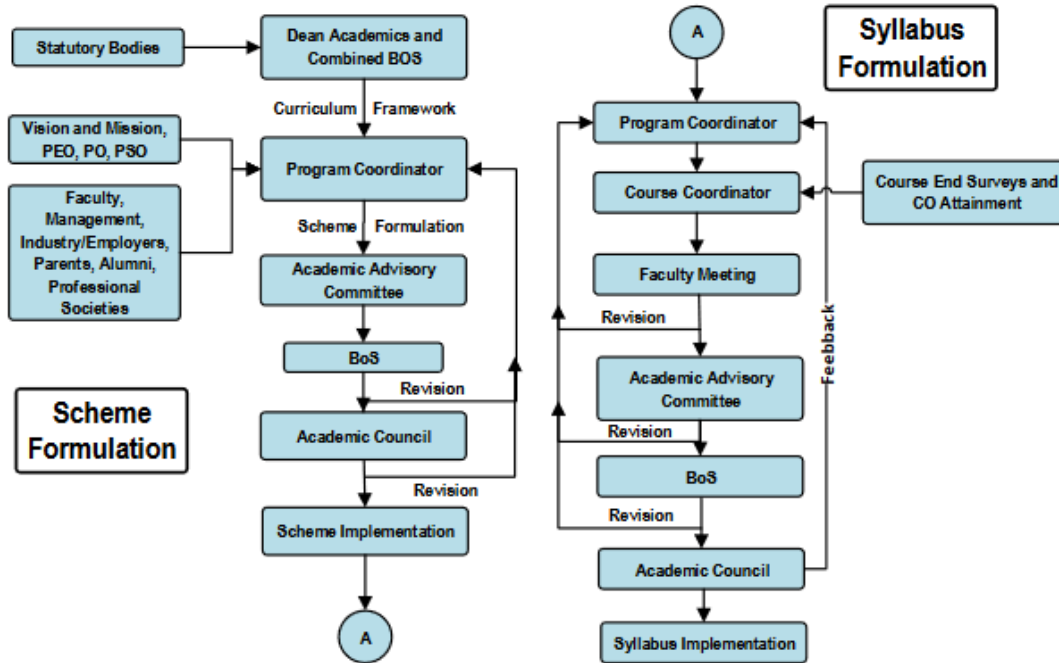 Statutory Bodies
Dean Academics and
Combined BOS
Curriculum Framework
Vision and Mission,
PEO, PO, PSO
Program Coordinator
Faculty,
Management,
Industry/Employers,
Parents, Alumni,
Professional
Societies
Scheme Formulation
Academic Advisory
Committee
BoS
Revision
Scheme
Formulation
Academic Council
Revision
Scheme Implementation
A
A
Syllabus
Formulation
Program Coordinator
Course Coordinator
Course End Surveys and
CO Attainment
Faculty Meeting
Revision
Feebback
Academic Advisory
Committee
Revision
BoS
Revision
Academic Council
Syllabus Implementation